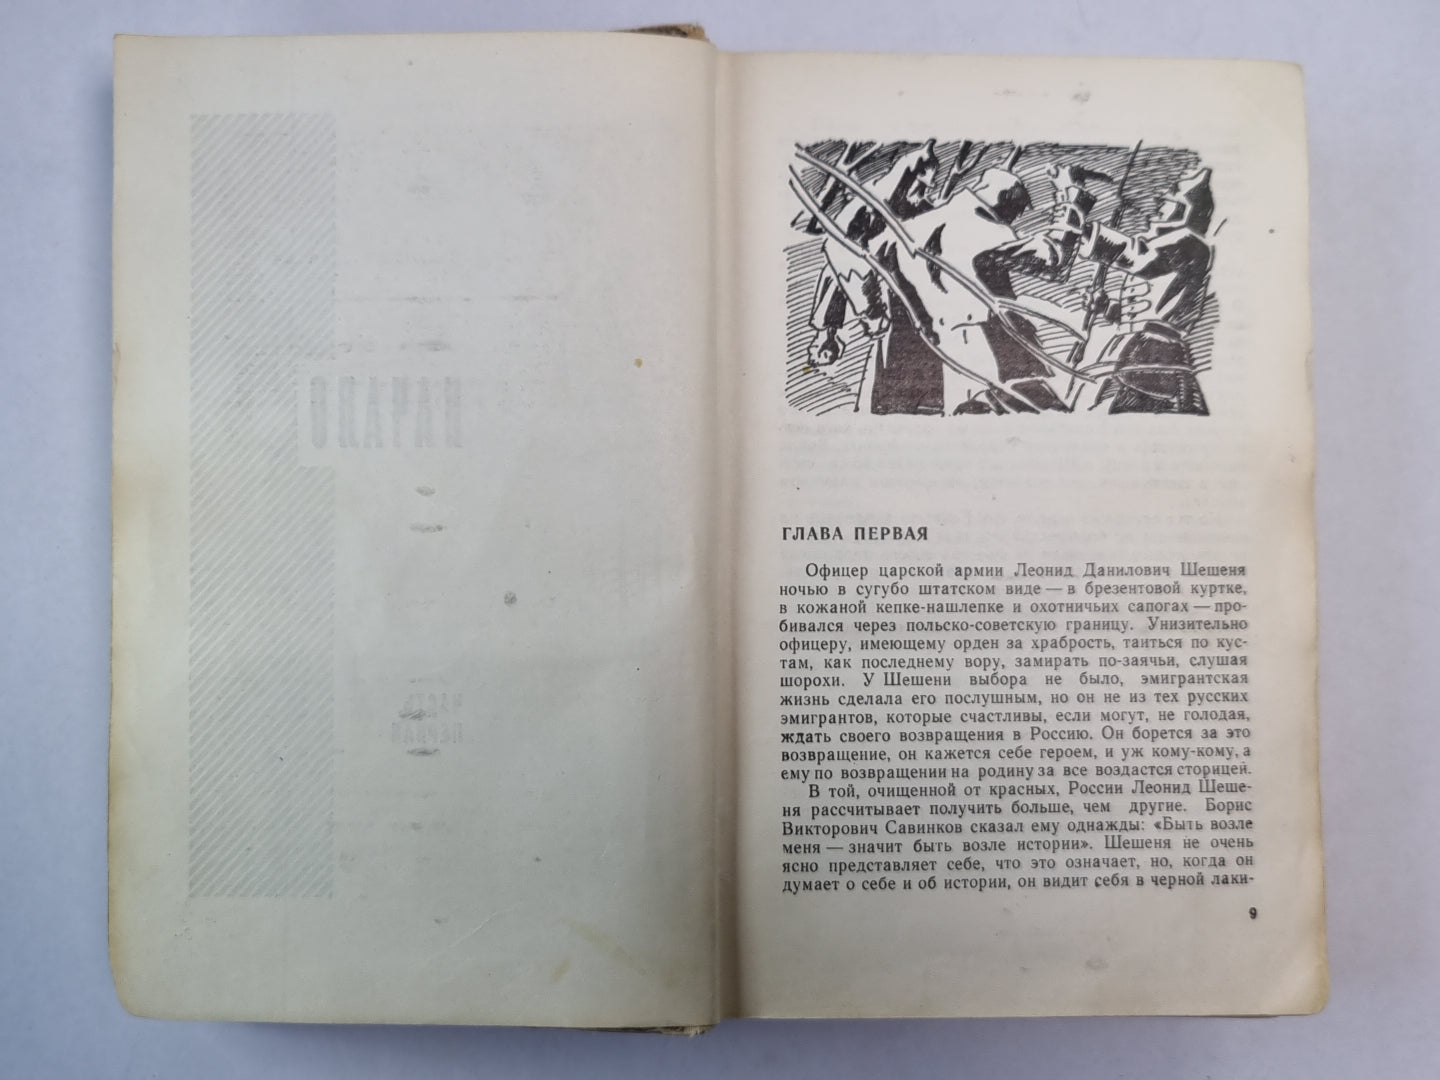 НАЧАЛО
ЧАСТЬ
ПЕРВАЯ
ГЛАВА ПЕРВАЯ
Офицер царской армии Леонид Данилович Шешеня
ночью в сугубо штатском виде — в брезентовой куртке,
в кожаной кепке-нашлепке и охотничьих сапогах — про-
бивался через польско-советскую границу. Унизительно
офицеру, имеющему орден за храбрость, таиться по кус-
там, как последнему вору, замирать по-заячьи, слушая
шорохи. У Шешени выбора не было, эмигрантская
жизнь сделала его послушным, но он не из тех русских
эмигрантов, которые счастливы, если могут, не голодая,
ждать своего возвращения в Россию. Он борется за это
возвращение, он кажется себе героем, и уж кому-кому, а
ему по возвращении на родину за все воздастся сторицей.
В той, очищенной от красных, России Леонид Шеше-
ня рассчитывает получить больше, чем другие. Борис
Викторович Савинков сказал ему однажды: «Быть возле
меня — значит быть возле истории». Шешеня не очень
ясно представляет себе, что это означает, но, когда он
думает о себе и об истории, он видит себя в черной лаки-
9